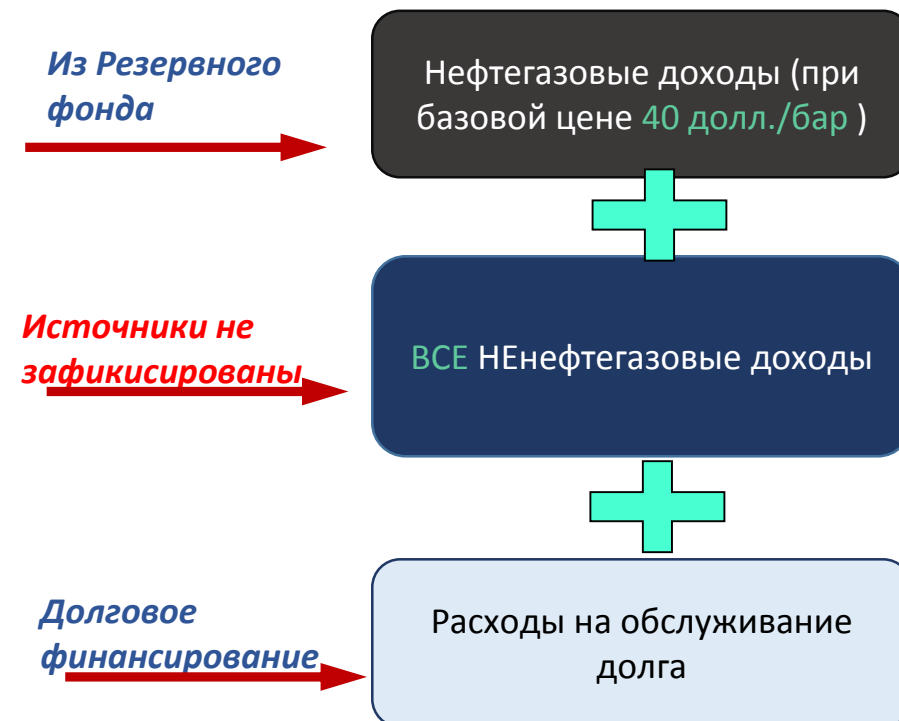 Из Резервного
фонда
Нефтегазовые доходы (при
базовой цене 40 долл./бар )
Источники не
зафикисированы
ВСЕ НЕнефтегазовые доходы
Долговое
финансирование
Расходы на обслуживание
долга